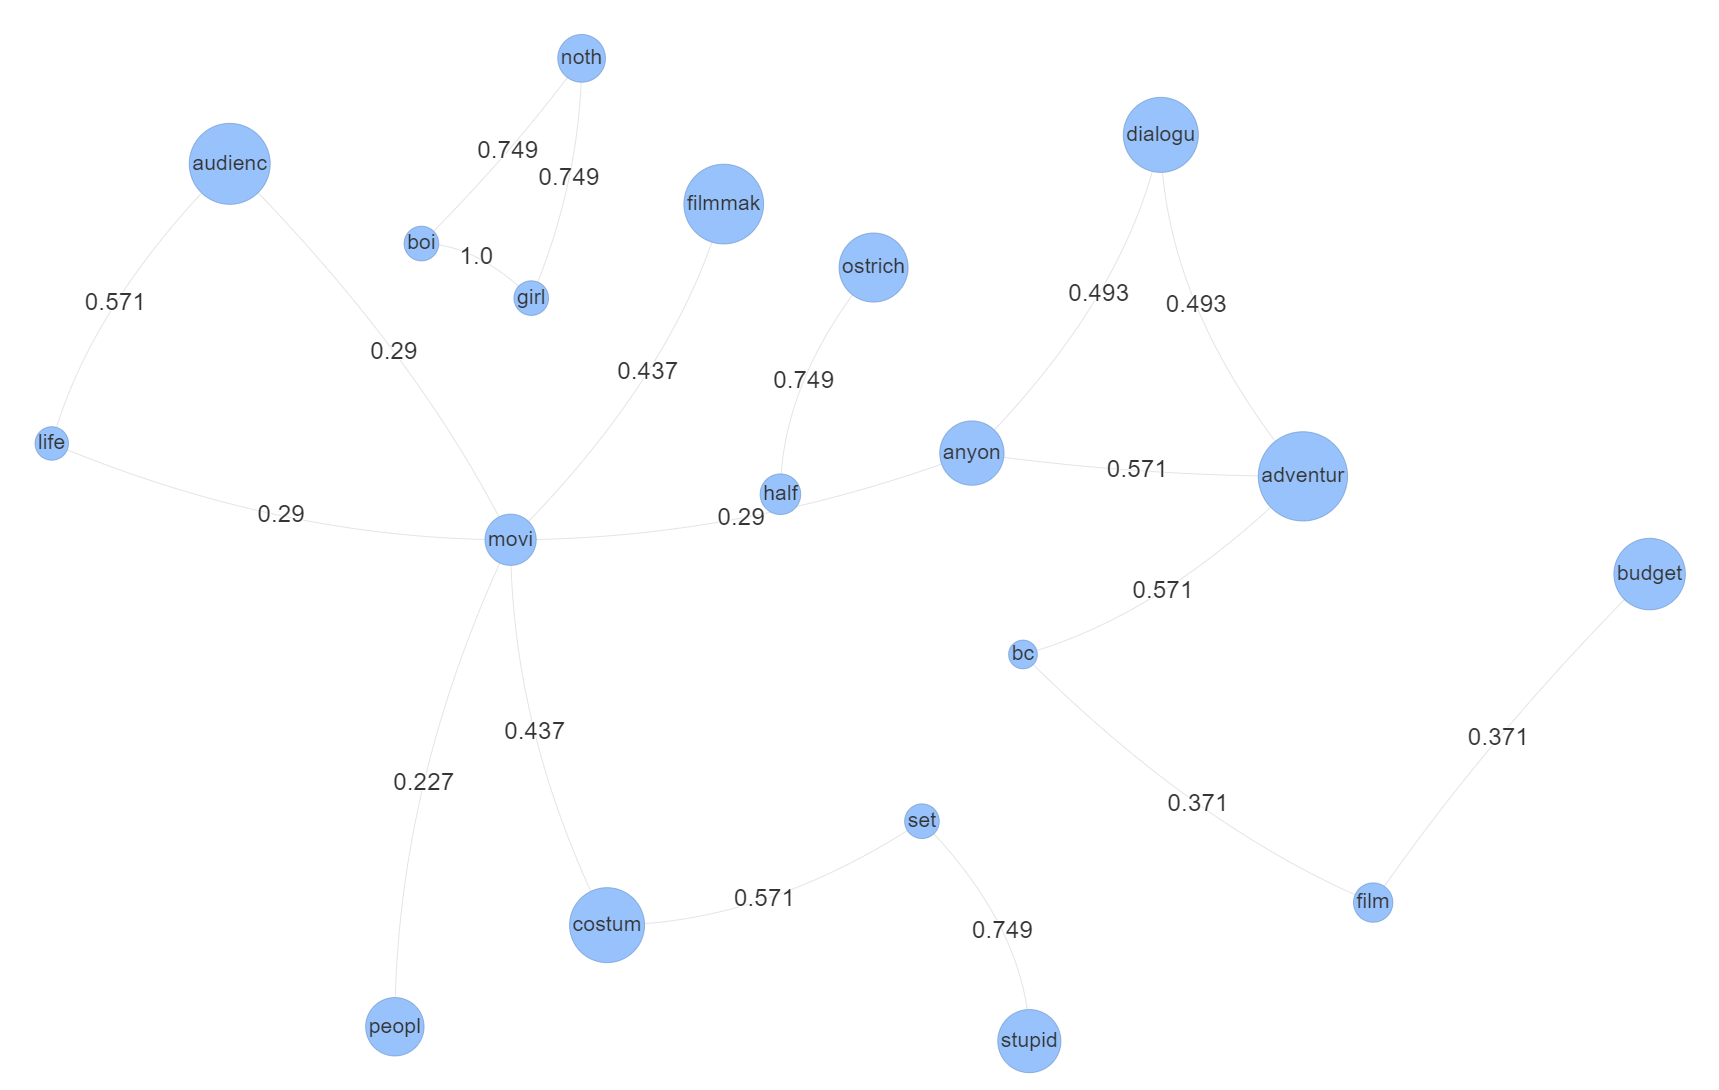 noth
dialogu
0.749
audienc
0.749
filmmak
boi
1.0
ostrich
girl
0.571
0.493
0.493
0.29
0.437
0.749
life
anyon
0.571
adventur
half
0.29
0.29
movi
0.571
budget
bc
0.437
0.371
0.227
0.371
set
0.571
film
costum
0.749
peopl
stupid